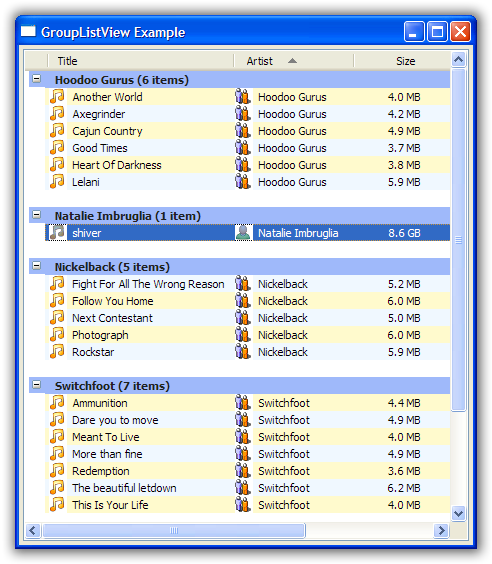 GroupListView Example
Title Artist Size
Hoodoo Gurus (6 items)
Another World Hoodoo Gurus 4.0 MB
Axegrinder Hoodoo Gurus 4.2 MB
Cajun Country Hoodoo Gurus 4.9 MB
Good Times Hoodoo Gurus 3.7 MB
Heart Of Darkness Hoodoo Gurus 3.8 MB
Lelani Hoodoo Gurus 5.9 MB
Natalie Imbruglia (1 item)
shiver Natalie Imbruglia 8.6 GB
Nickelback (5 items)
Fight For All The Wrong Reason Nickelback 5.2 MB
Follow You Home Nickelback 6.0 MB
Next Contestant Nickelback 5.0 MB
Photograph Nickelback 6.0 MB
Rockstar Nickelback 5.9 MB
Switchfoot (7 items)
Ammunition Switchfoot 4.4 MB
Dare you to move Switchfoot 4.9 MB
Meant To Live Switchfoot 4.0 MB
More than fine Switchfoot 4.9 MB
Redemption Switchfoot 3.6 MB
The beautiful letdown Switchfoot 6.2 MB
This Is Your Life Switchfoot 4.0 MB